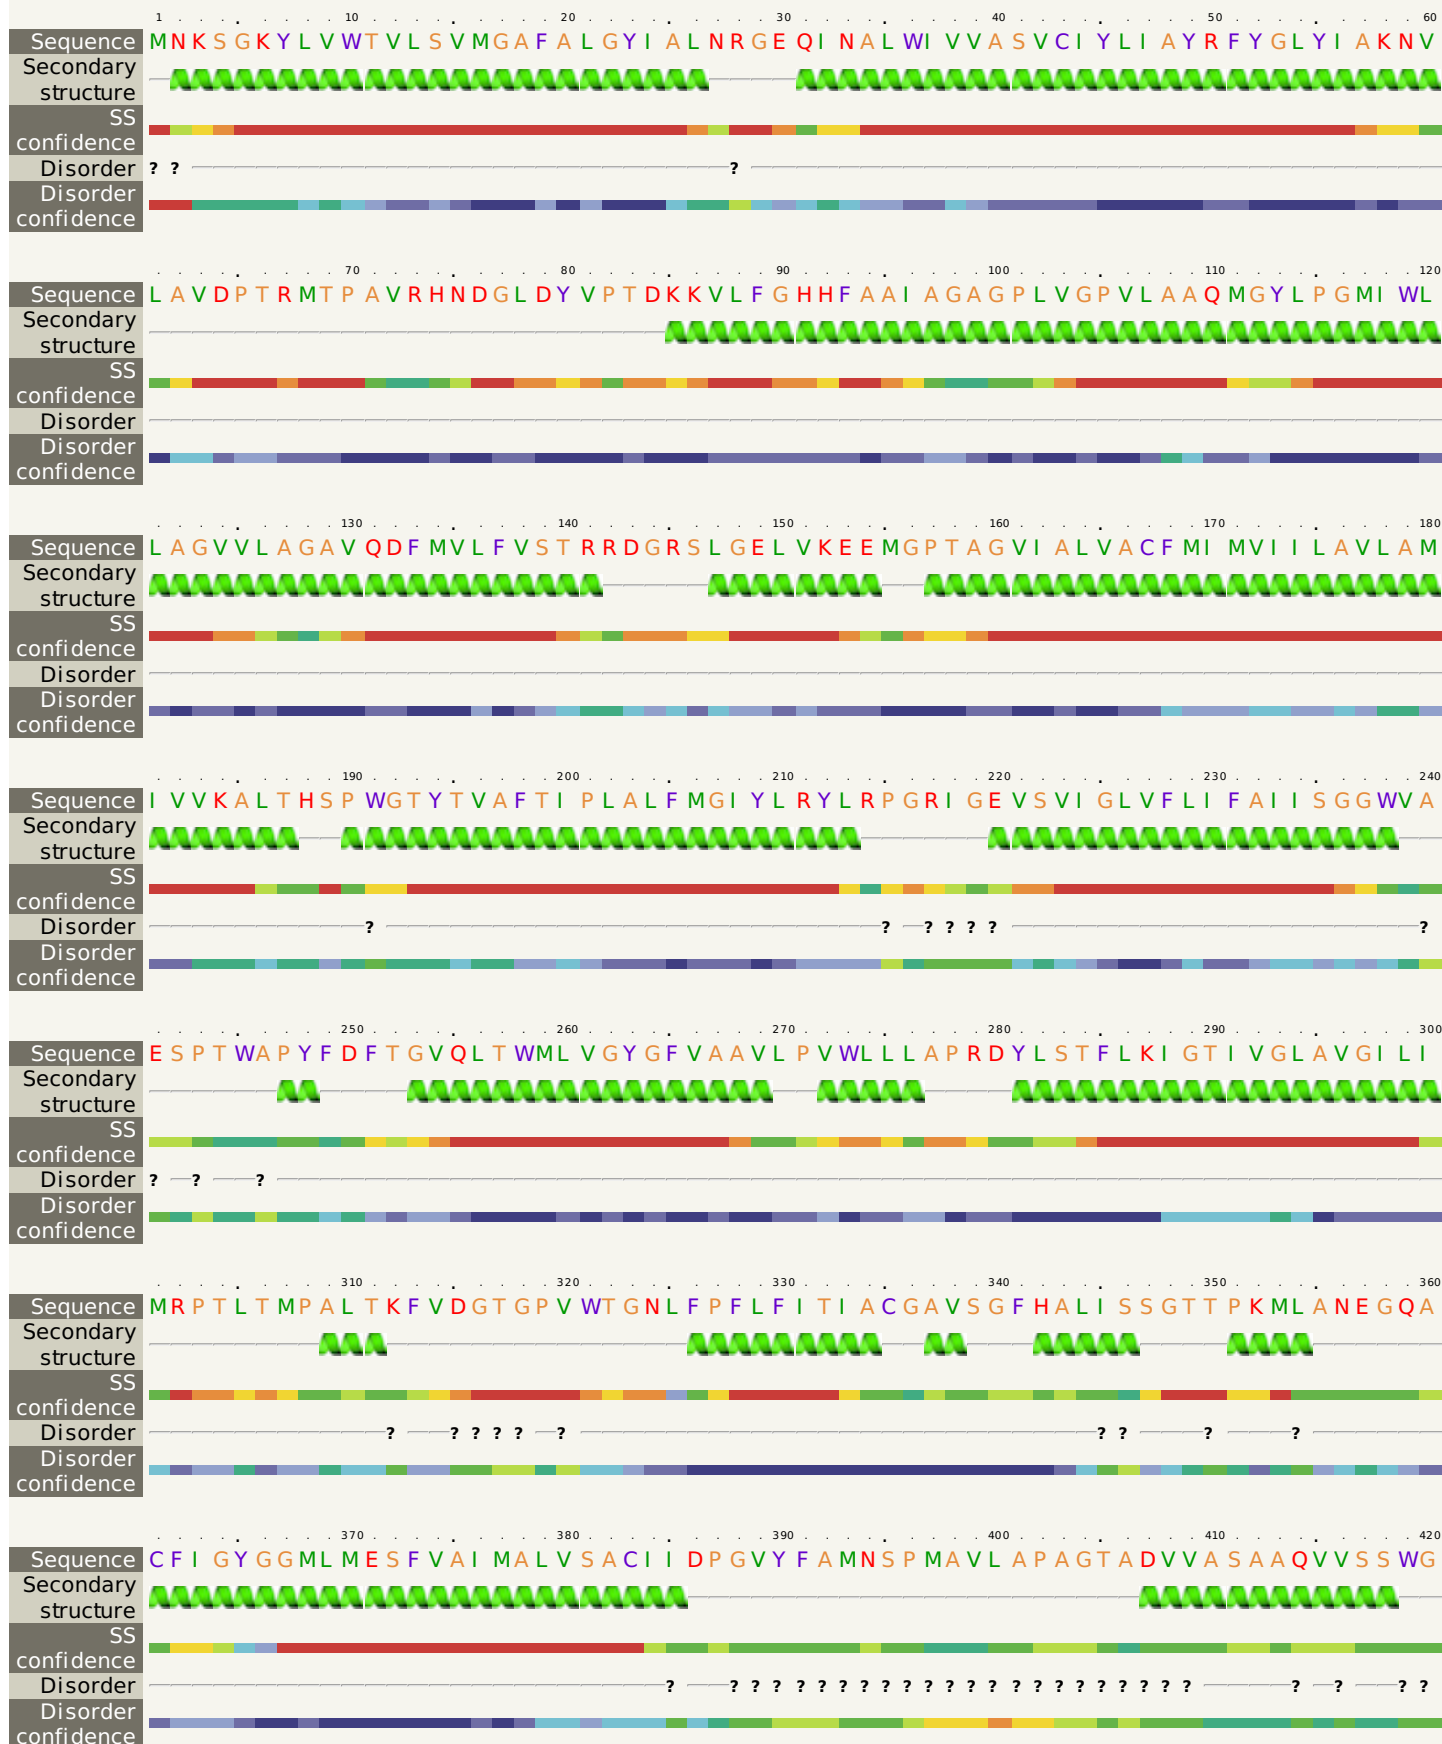 1 . . . . 10 . . . . 20 . . . . 30 . . . . 40 . . . . 50 . . . . 60
Sequence MNKSGKYLVWTVLSVMGAFALGYIALNRGEQINALWIVVASVCIYLIAYRFYGLYIAKNV
Secondary
structure
SS
confidence
Disorder ? ? ?
Disorder
confidence
. . . . 70 . . . . 80 . . . . 90 . . . . 100 . . . . 110 . . . . 120
Sequence LAVDPTRMTPAVRHNDGLDYVPTDKKVLFGHHFAAIAGAGPLVGPVLAAQMGYLPGMIWL
Secondary
structure
SS
confidence
Disorder
Disorder
confidence
. . . . 130 . . . . 140 . . . . 150 . . . . 160 . . . . 170 . . . . 180
Sequence LAGVVLAGAVQDFMVLFVSTRRDGRSLGELVKEEMGPTAGVIALVACFMIMVIILAVLAM
Secondary
structure
SS
confidence
Disorder
Disorder
confidence
. . . . 190 . . . . 200 . . . . 210 . . . . 220 . . . . 230 . . . . 240
Sequence IVVKALTHSPWGTYTVAFTIPLALFMGIYLRYLRPGRIGEVSVIGLVFLIFAIISGGWVA
Secondary
structure
SS
confidence
Disorder ? ? ? ? ? ? ?
Disorder
confidence
. . . . 250 . . . . 260 . . . . 270 . . . . 280 . . . . 290 . . . . 300
Sequence ESPTWAPYFDFTGVQLTWMLVGYGFVAAVLPVWLLLAPRDYLSTFLKIGTIVGLAVGILI
Secondary
structure
SS
confidence
Disorder ? ? ?
Disorder
confidence
. . . . 310 . . . . 320 . . . . 330 . . . . 340 . . . . 350 . . . . 360
Sequence MRPTLTMPALTKFVDGTGPVWTGNLFPFLFITIACGAVSGFHALISSGTTPKMLANEGQA
Secondary
structure
SS
confidence
Disorder ? ? ? ? ? ? ? ? ? ?
Disorder
confidence
. . . . 370 . . . . 380 . . . . 390 . . . . 400 . . . . 410 . . . . 420
Sequence CFIGYGGMLMESFVAIMALVSACIIDPGVYFAMNSPMAVLAPAGTADVVASAAQVVSSWG
Secondary
structure
SS
confidence
Disorder ? ? ? ? ? ? ? ? ? ? ? ? ? ? ? ? ? ? ? ? ? ? ? ? ? ? ?
Disorder
confidence